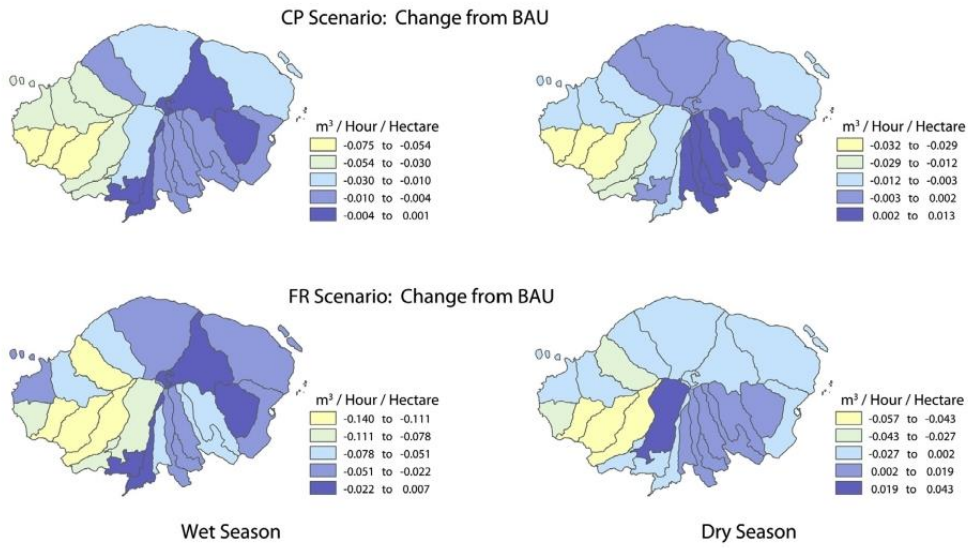 CP Scenario: Change from BAU
m³ / Hour / Hectare
-0.075 to -0.054
-0.054 to -0.030
-0.030 to -0.010
-0.010 to -0.004
-0.004 to 0.001
m³ / Hour / Hectare
-0.032 to -0.029
-0.029 to -0.012
-0.012 to -0.003
-0.003 to 0.002
0.002 to 0.013
FR Scenario: Change from BAU
m³ / Hour / Hectare
-0.140 to -0.111
-0.111 to -0.078
-0.078 to -0.051
-0.051 to -0.022
-0.022 to 0.007
m³ / Hour / Hectare
-0.057 to -0.043
-0.043 to -0.027
-0.027 to 0.002
0.002 to 0.019
0.019 to 0.043
Wet Season
Dry Season